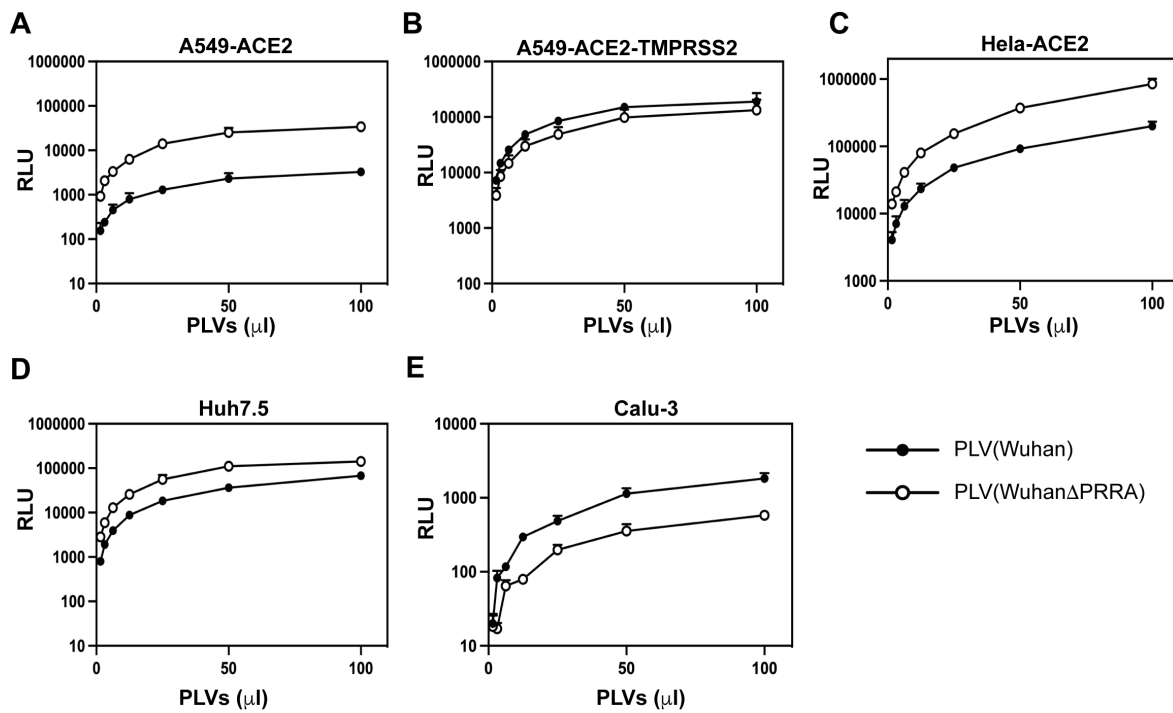 A
A549-ACE2
1000000
100000
10000
1000
100
10
RLU
0
50
100
PLVs (μl)
B
A549-ACE2-TMPRSS2
1000000
100000
10000
1000
100
RLU
0
50
100
PLVs (μl)
C
Hela-ACE2
1000000
100000
10000
1000
RLU
0
50
100
PLVs (μl)
D
Huh7.5
1000000
100000
10000
1000
100
10
RLU
0
50
100
PLVs (μl)
E
Calu-3
10000
1000
100
10
RLU
0
50
100
PLVs (μl)
PLV(Wuhan)
PLV(WuhanΔPRRA)